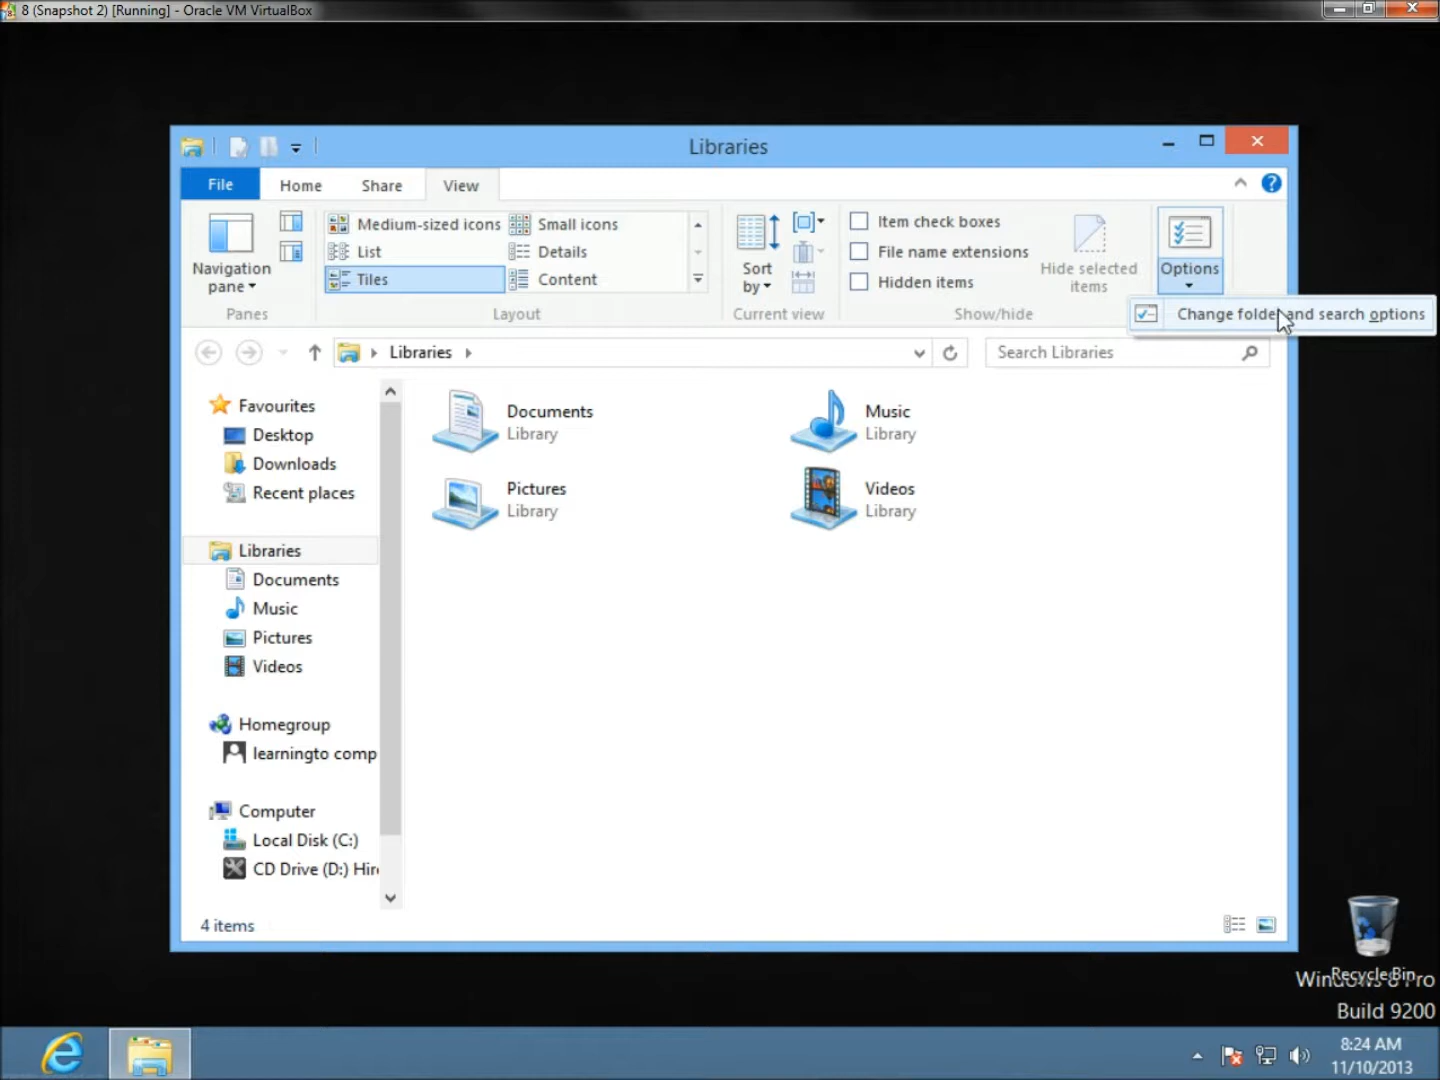 8 (Snapshot 2) [Running] - Oracle VM VirtualBox
Libraries
File Home Share View
Navigation pane
Medium-sized icons Small icons
List Details
Tiles Content
Sort by
Item check boxes
File name extensions
Hidden items
Hide selected items
Options
Panes Layout Current view Show/hide
Change folder and search options
Libraries
Search Libraries
Favourites
Desktop
Downloads
Recent places
Libraries
Documents
Music
Pictures
Videos
Homegroup
learningto comp
Computer
Local Disk (C:)
CD Drive (D:) Hire
Documents
Library
Music
Library
Pictures
Library
Videos
Library
4 items
Recycle Bin
Windows 8 Pro
Build 9200
8:24 AM
11/10/2013